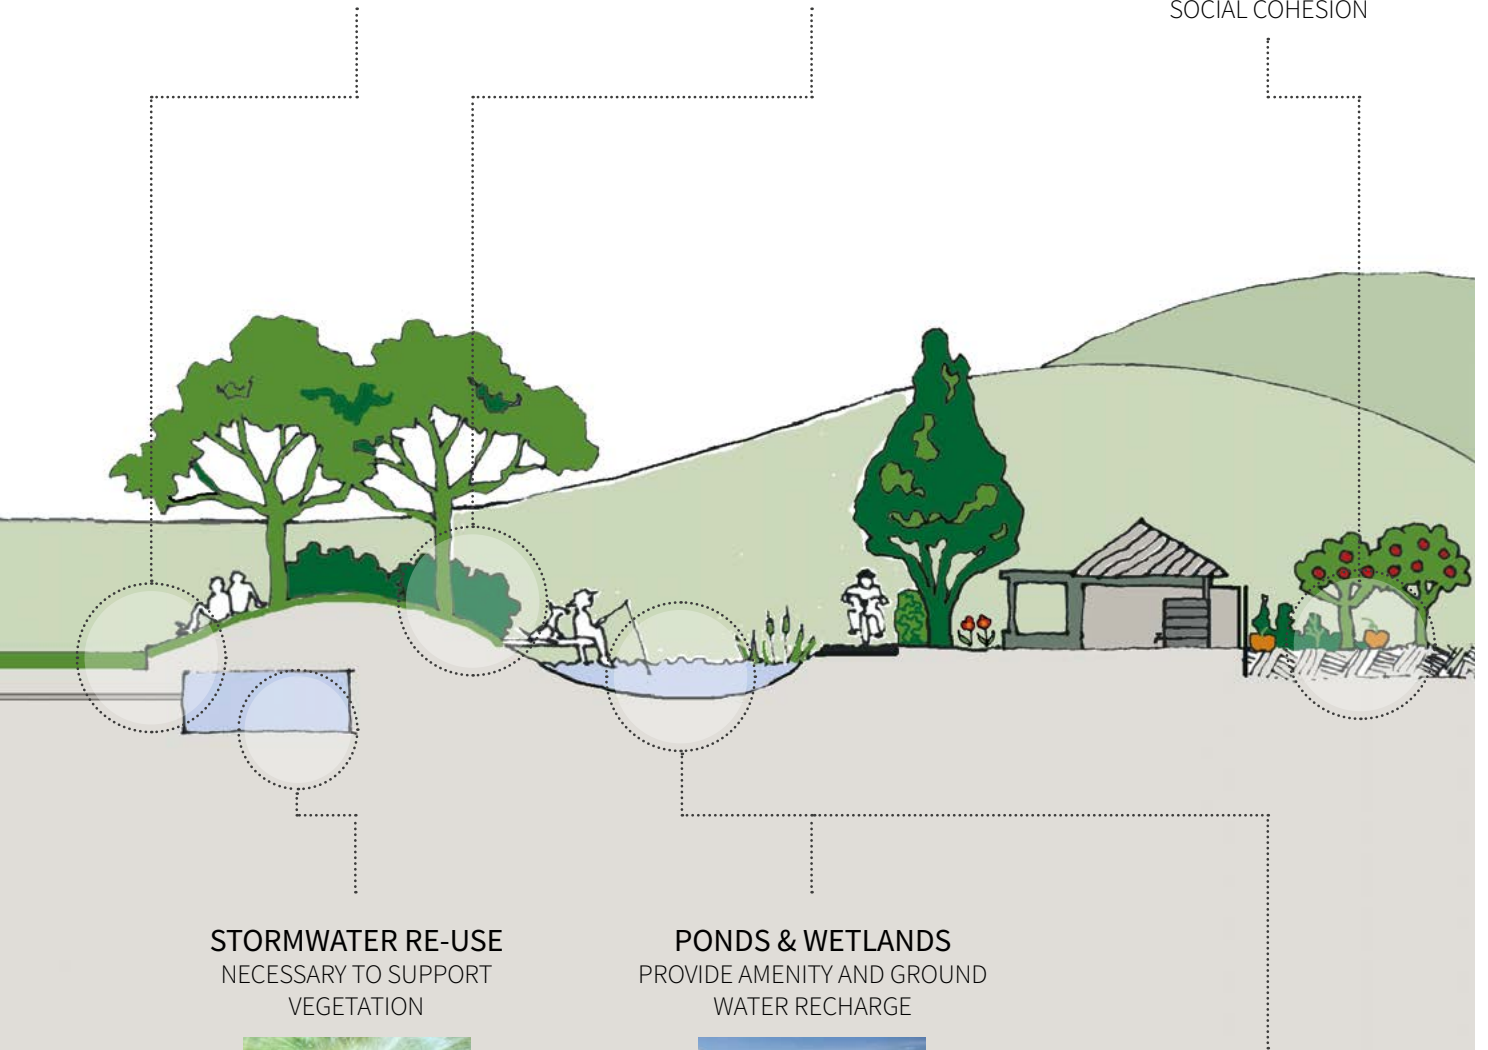 SOCIAL COHESION
STORMWATER RE-USE
NECESSARY TO SUPPORT
VEGETATION
PONDS & WETLANDS
PROVIDE AMENITY AND GROUND
WATER RECHARGE